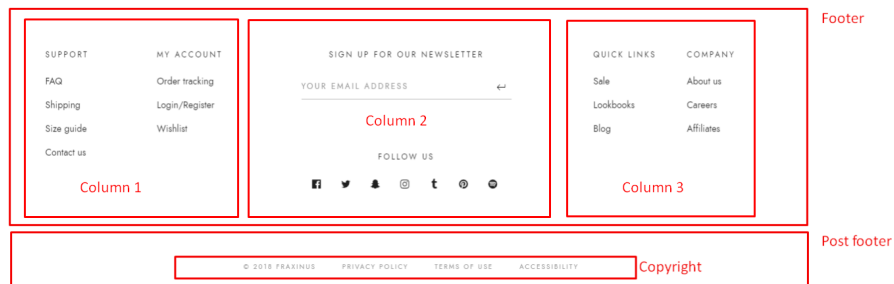 Footer
SUPPORT
FAQ
Shipping
Size guide
Contact us
MY ACCOUNT
Order tracking
Login/Register
Wishlist
Column 1
SIGN UP FOR OUR NEWSLETTER
YOUR EMAIL ADDRESS
Column 2
FOLLOW US
QUICK LINKS
Sale
Lookbooks
Blog
COMPANY
About us
Careers
Affiliates
Column 3
Post footer
© 2018 FRAXINUS PRIVACY POLICY TERMS OF USE ACCESSIBILITY
Copyright